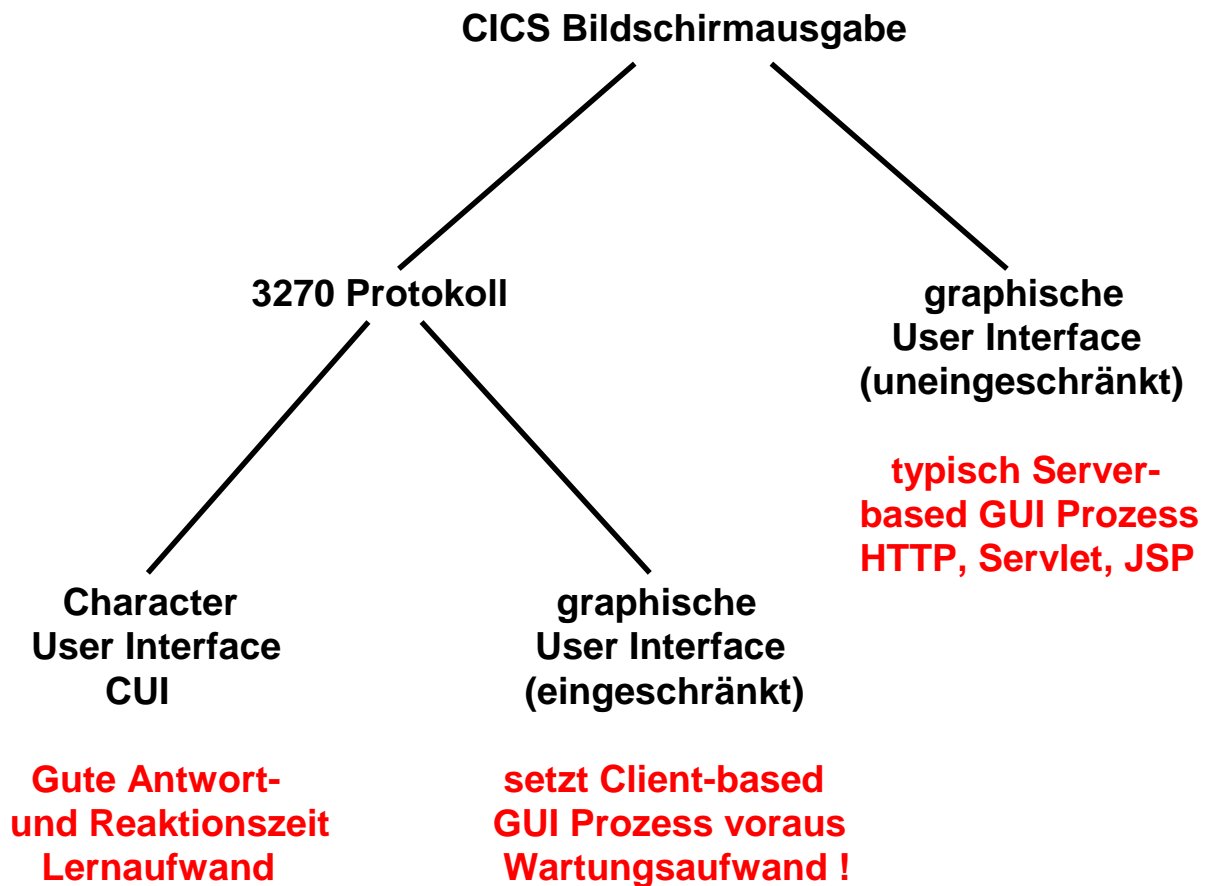 CICS Bildschirmausgabe
3270 Protokoll
graphische
User Interface
(uneingeschränkt)
typisch Server-
based GUI Prozess
HTTP, Servlet, JSP
Character
User Interface
CUI
Gute Antwort-
und Reaktionszeit
Lernaufwand
graphische
User Interface
(eingeschränkt)
setzt Client-based
GUI Prozess voraus
Wartungsaufwand !